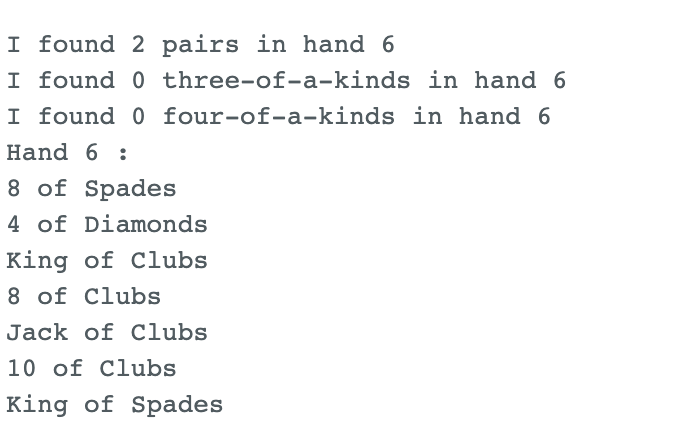 I found 2 pairs in hand 6
I found 0 three-of-a-kinds in hand 6
I found 0 four-of-a-kinds in hand 6
Hand 6 :
8 of Spades
4 of Diamonds
King of Clubs
8 of Clubs
Jack of Clubs
10 of Clubs
King of Spades